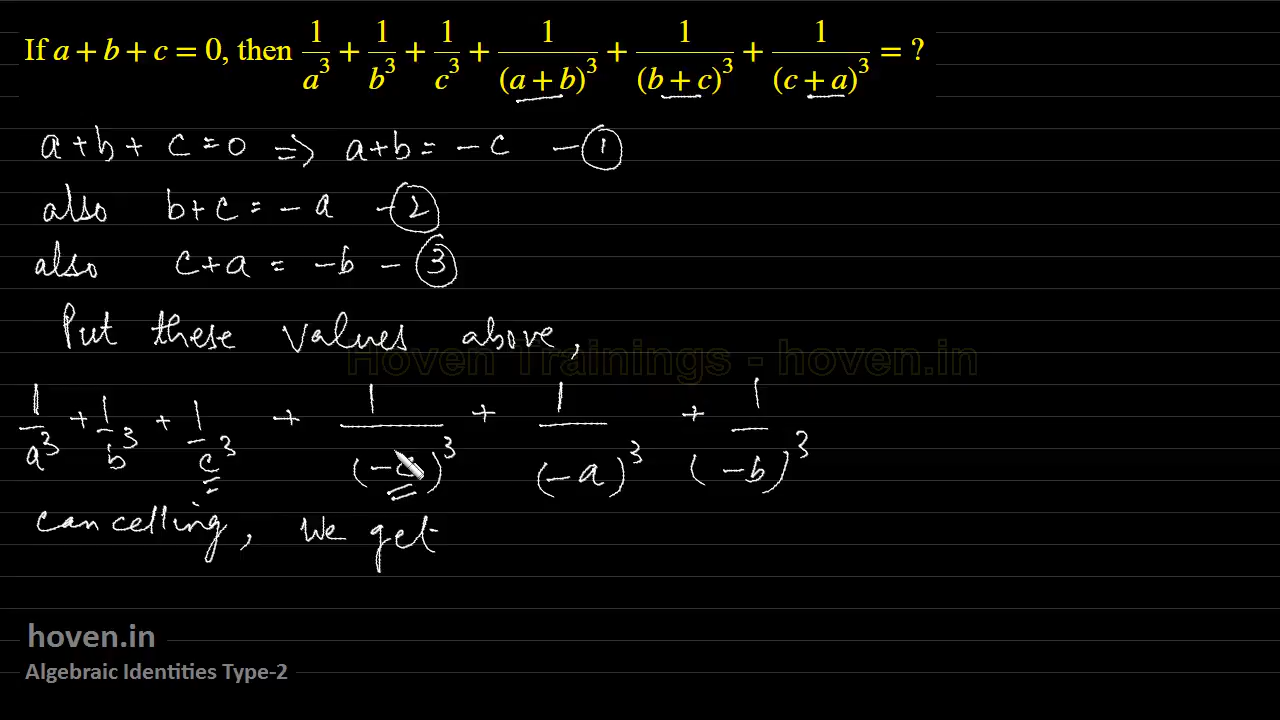 If a + b + c = 0, then 1/a³ + 1/b³ + 1/c³ + 1/(a + b)³ + 1/(b + c)³ + 1/(c + a)³ = ?
a + b + c = 0 ⇒ a + b = − c − ①
also b + c = − a − ②
also c + a = − b − ③
Put these values above,
Hoven Trainings - hoven.in
1/a³ + 1/b³ + 1/c³ + 1/(−c)³ + 1/(−a)³ + 1/(−b)³
cancelling, we get
hoven.in
Algebraic Identities Type-2